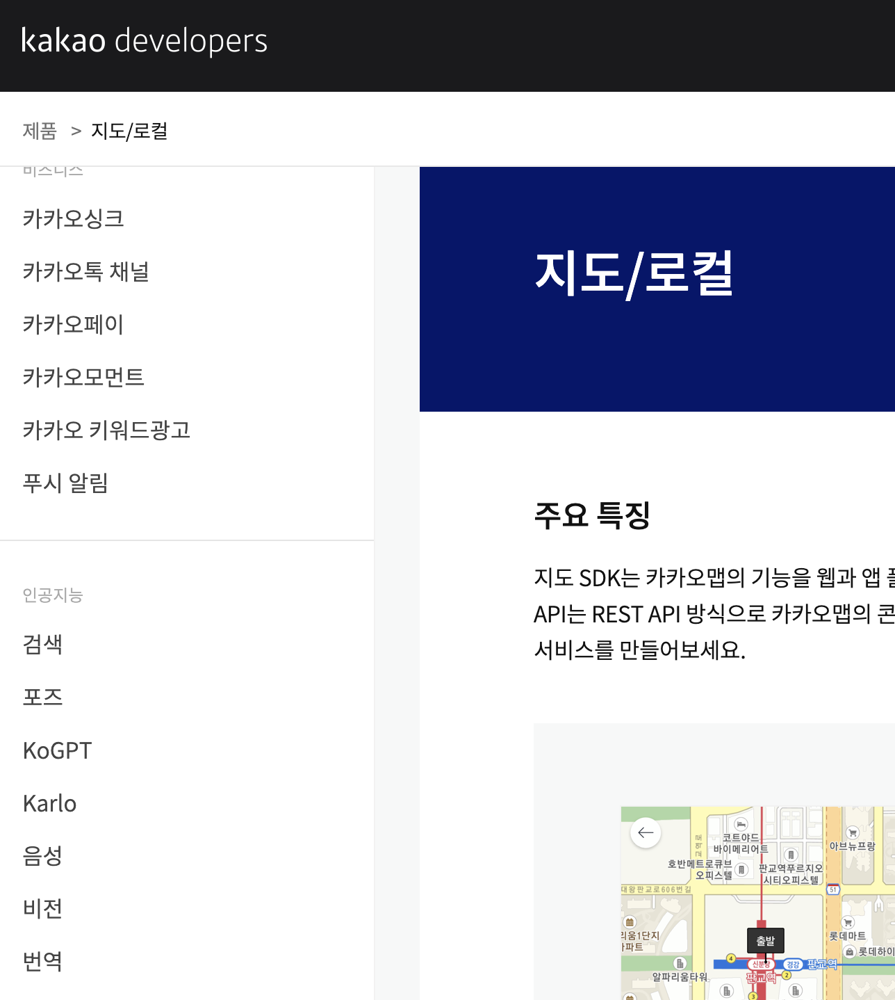 kakao developers
제품 > 지도/로컬
비즈니스
카카오싱크
카카오톡 채널
카카오페이
카카오모먼트
카카오 키워드광고
푸시 알림
인공지능
검색
포즈
KoGPT
Karlo
음성
비전
번역
지도/로컬
주요 특징
지도 SDK는 카카오맵의 기능을 웹과 앱
API는 REST API 방식으로 카카오맵의
서비스를 만들어보세요.
코트야드
바이메리어트
아브뉴프랑
호반메트로큐브
오피스텔
판교역푸르지오
시티오피스텔
대왕판교로606번길
51
리움1단지
아파트
출발
롯데마트
롯데하이
4
신분당
경강
판교역
판교역
2
알파리움타워
3